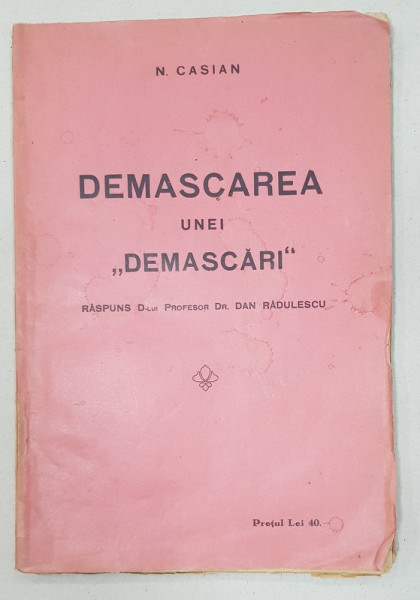 N. CASIAN
DEMASCAREA
UNEI
„DEMASCĂRI“
RĂSPUNS D-LUI PROFESOR DR. DAN RĂDULESCU
Prețul Lei 40.—